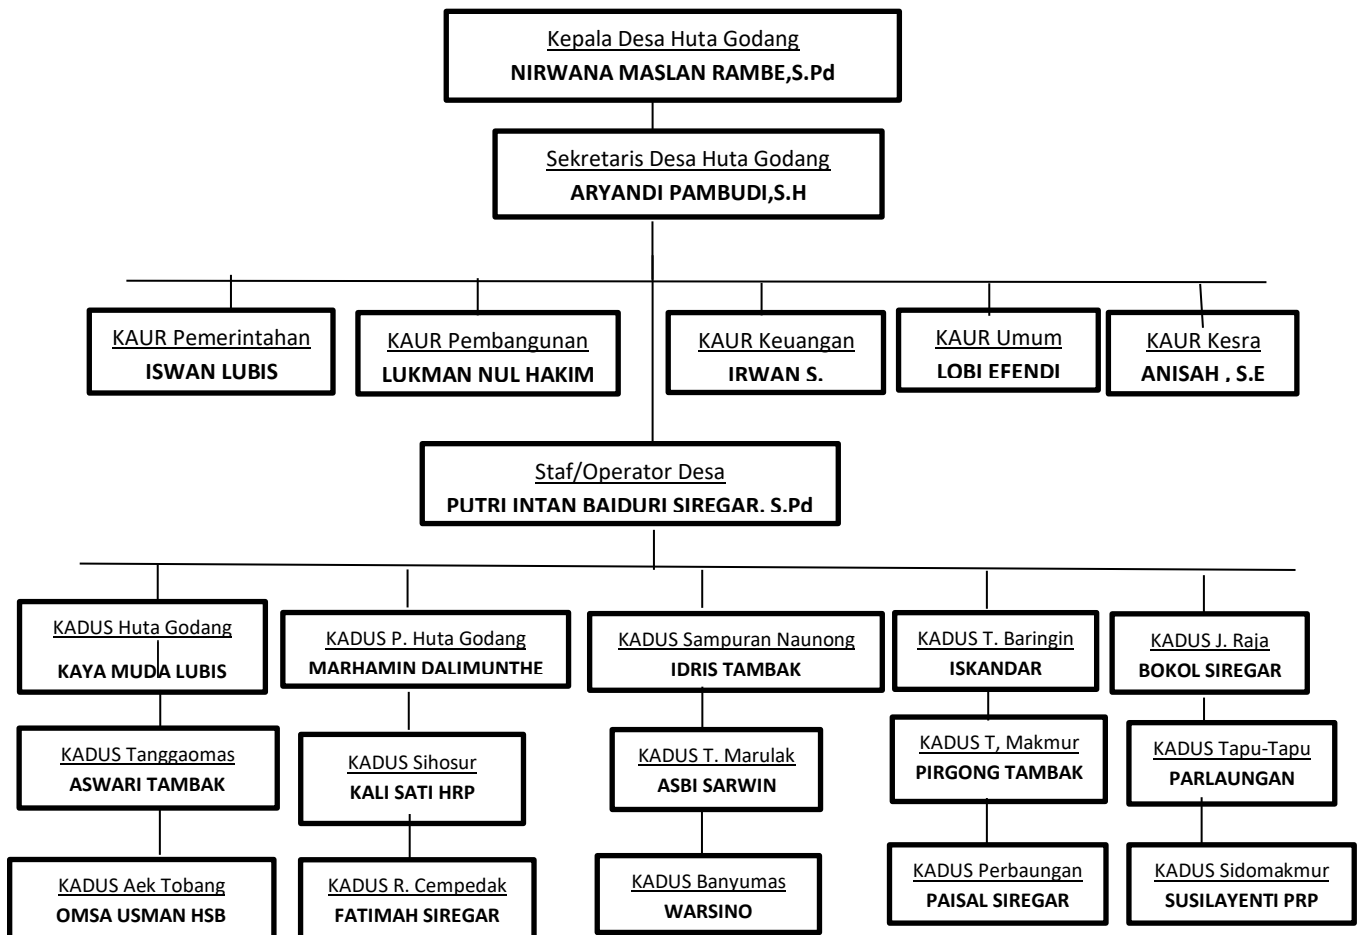 Kepala Desa Huta Godang
NIRWANA MASLAN RAMBE,S.Pd
Sekretaris Desa Huta Godang
ARYANDI PAMBUDI,S.H
KAUR Pemerintahan
ISWAN LUBIS
KAUR Pembangunan
LUKMAN NUL HAKIM
KAUR Keuangan
IRWAN S.
KAUR Umum
LOBI EFENDI
KAUR Kesra
ANISAH , S.E
Staf/Operator Desa
PUTRI INTAN BAIDURI SIREGAR. S.Pd
KADUS Huta Godang
KAYA MUDA LUBIS
KADUS P. Huta Godang
MARHAMIN DALIMUNTHE
KADUS Sampuran Naunong
IDRIS TAMBAK
KADUS T. Baringin
ISKANDAR
KADUS J. Raja
BOKOL SIREGAR
KADUS Tanggaomas
ASWARI TAMBAK
KADUS Sihosur
KALI SATI HRP
KADUS T. Marulak
ASBI SARWIN
KADUS T, Makmur
PIRGONG TAMBAK
KADUS Tapu-Tapu
PARLAUNGAN
KADUS Aek Tobang
OMSA USMAN HSB
KADUS R. Cempedak
FATIMAH SIREGAR
KADUS Banyumas
WARSINO
KADUS Perbaungan
PAISAL SIREGAR
KADUS Sidomakmur
SUSILAYENTI PRP